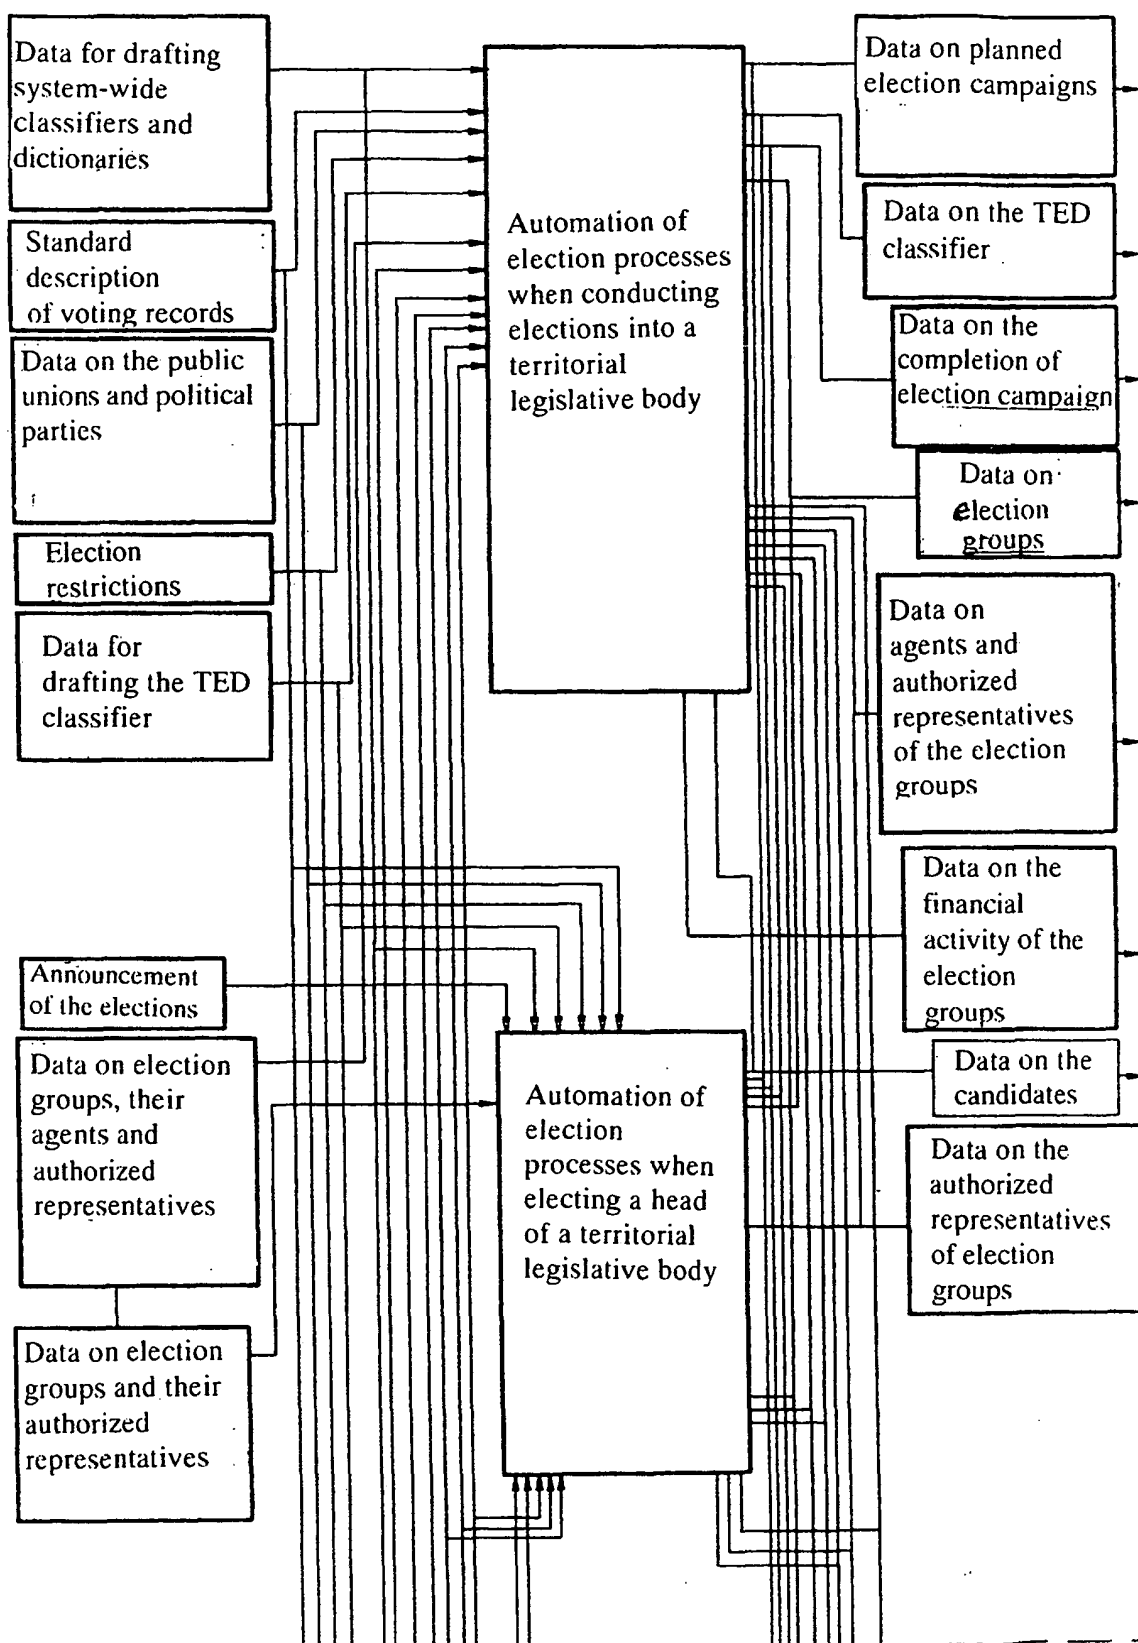 Data for drafting
system-wide
classifiers and
dictionaries
Standard
description
of voting records
Data on the public
unions and political
parties
Election
restrictions
Data for
drafting the TED
classifier
Announcement
of the elections
Data on election
groups, their
agents and
authorized
representatives
Data on election
groups and their
authorized
representatives
Automation of
election processes
when conducting
elections into a
territorial
legislative body
Automation of
election
processes when
electing a head
of a territorial
legislative body
Data on planned
election campaigns
Data on the TED
classifier
Data on the
completion of
election campaign
Data on
election
groups
Data on
agents and
authorized
representatives
of the election
groups
Data on the
financial
activity of the
election
groups
Data on the
candidates
Data on the
authorized
representatives
of election
groups